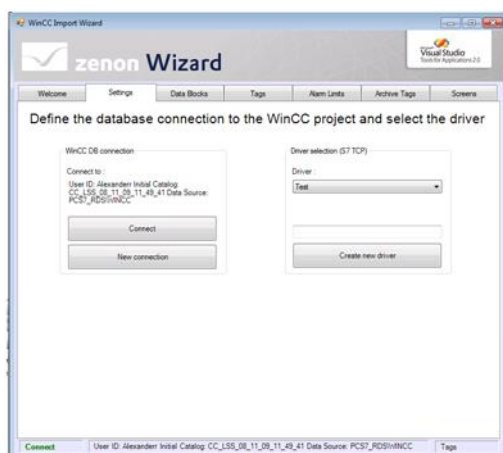 WinCC Import Wizard
zenon Wizard
Visual Studio
Tools for Applications 2.0
Welcome
Settings
Data Blocks
Tags
Alarm Limits
Archive Tags
Screens
Define the database connection to the WinCC project and select the driver
WinCC DB connection
Connect to :
User ID: Alexanderr Initial Catalog:
CC_LSS_08_11_09_11_49_41 Data Source:
PCS7_RDS\WINCC
Connect
New connection
Driver selection (S7 TCP)
Driver :
Test
Create new driver
Connect
User ID: Alexanderr Initial Catalog: CC_LSS_08_11_09_11_49_41 Data Source: PCS7_RDS\WINCC
Tags